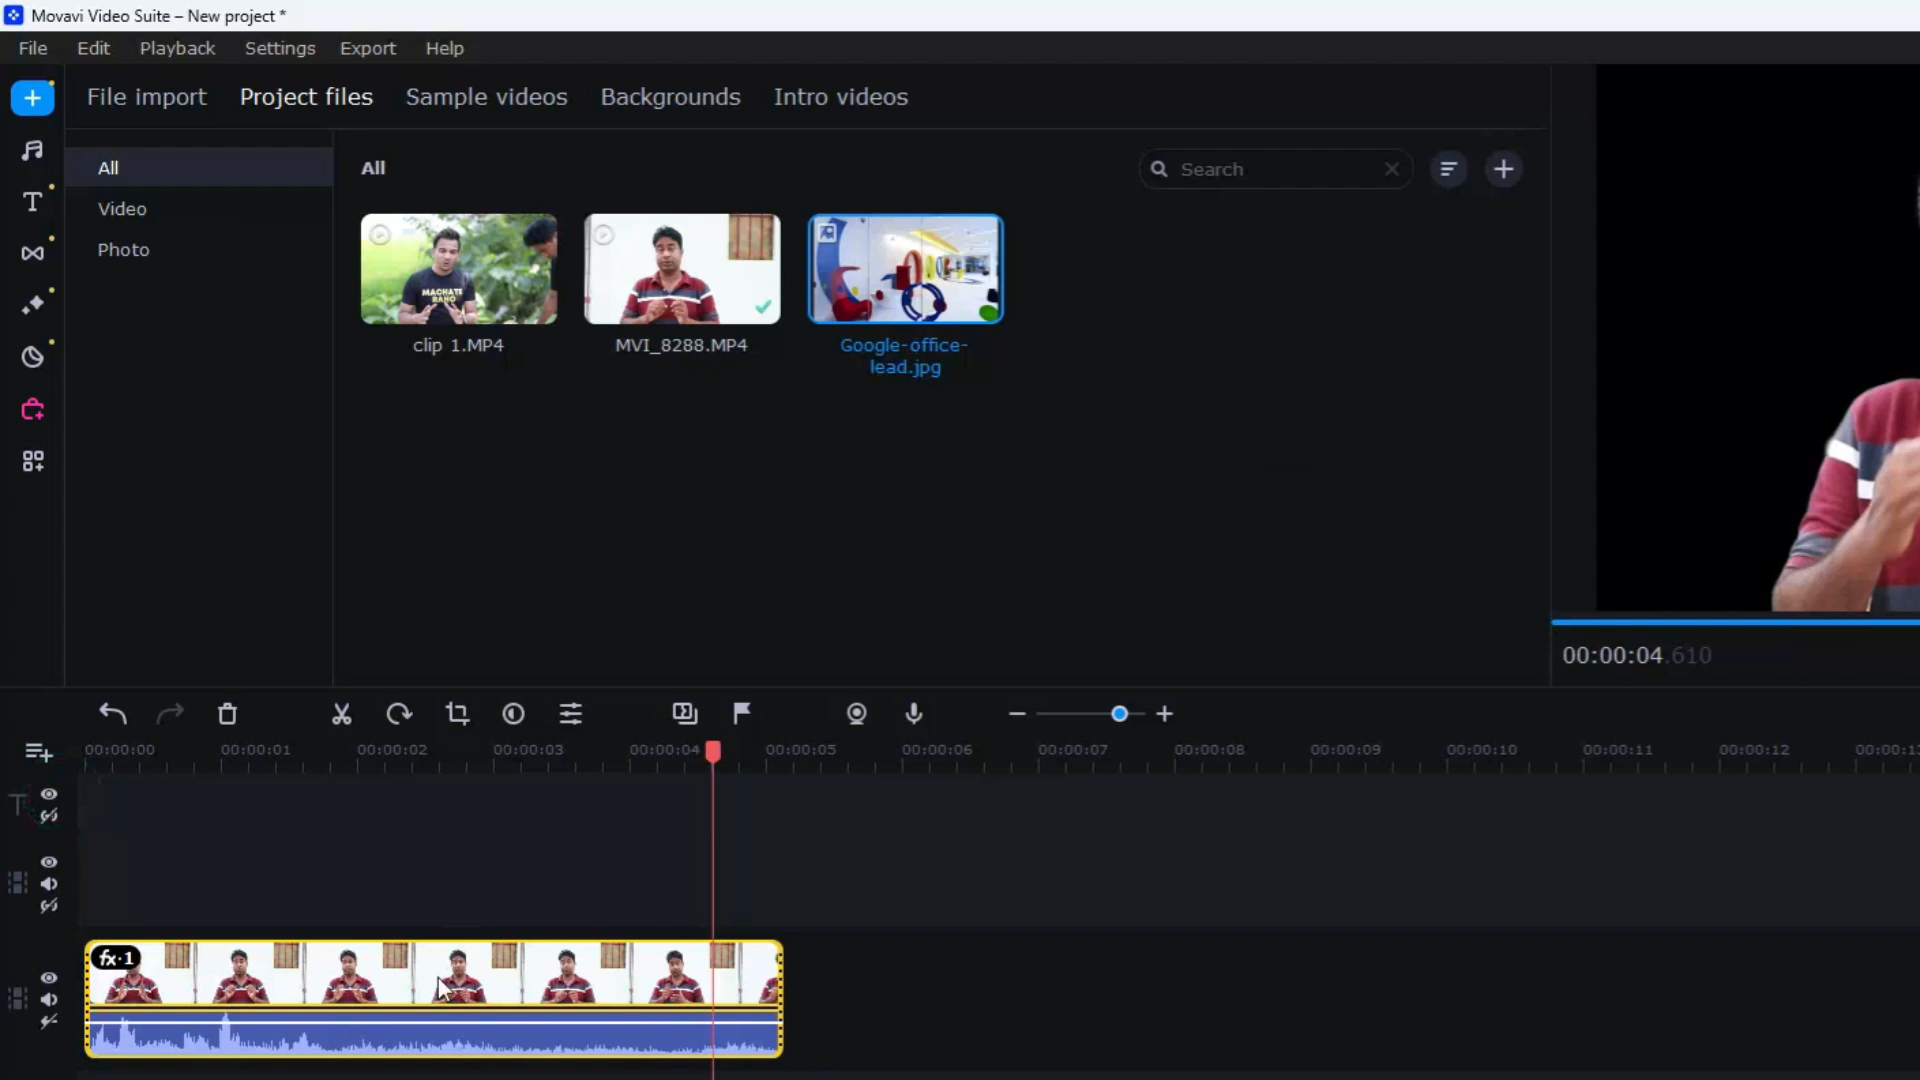 Movavi Video Suite – New project *
File Edit Playback Settings Export Help
File import Project files Sample videos Backgrounds Intro videos
All
Video
Photo
All
Search
MACHATE
RAHO
clip 1.MP4
MVI_8288.MP4
Google-office-
lead.jpg
00:00:04.610
00:00:00 00:00:01 00:00:02 00:00:03 00:00:04 00:00:05 00:00:06 00:00:07 00:00:08 00:00:09 00:00:10 00:00:11 00:00:12
fx·1